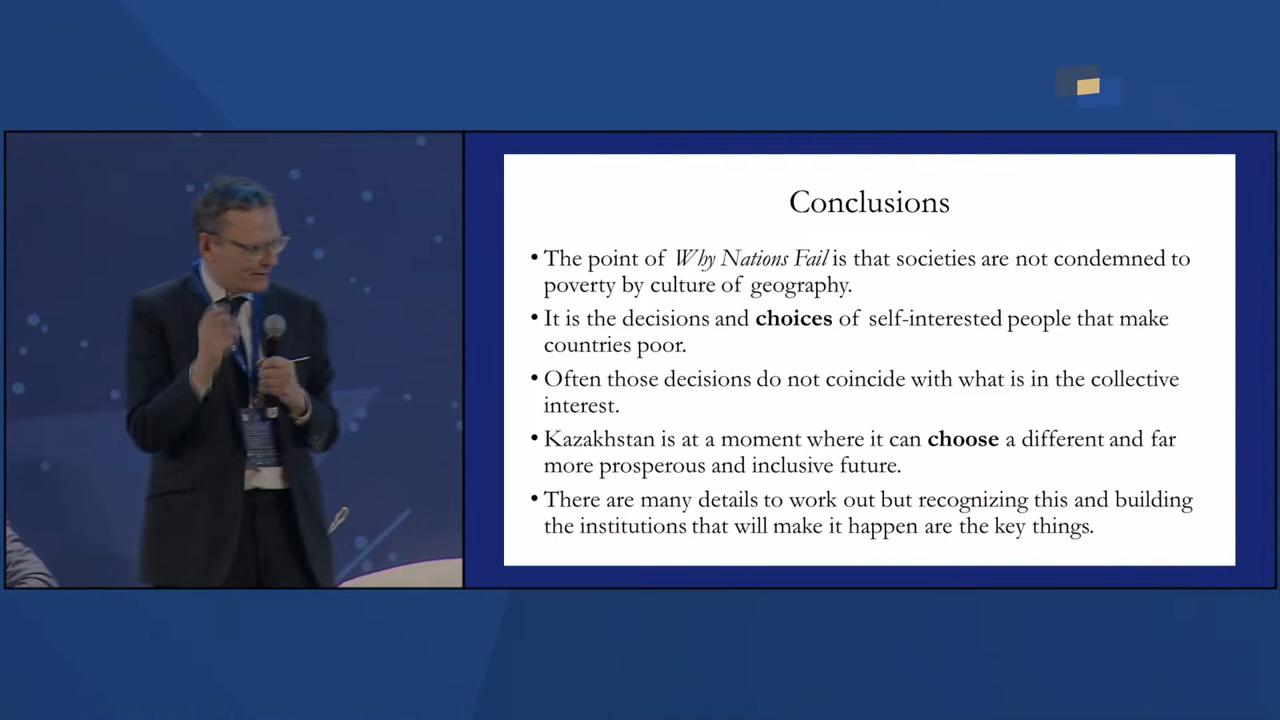 Conclusions
• The point of Why Nations Fail is that societies are not condemned to
poverty by culture of geography.
• It is the decisions and choices of self-interested people that make
countries poor.
• Often those decisions do not coincide with what is in the collective
interest.
• Kazakhstan is at a moment where it can choose a different and far
more prosperous and inclusive future.
• There are many details to work out but recognizing this and building
the institutions that will make it happen are the key things.